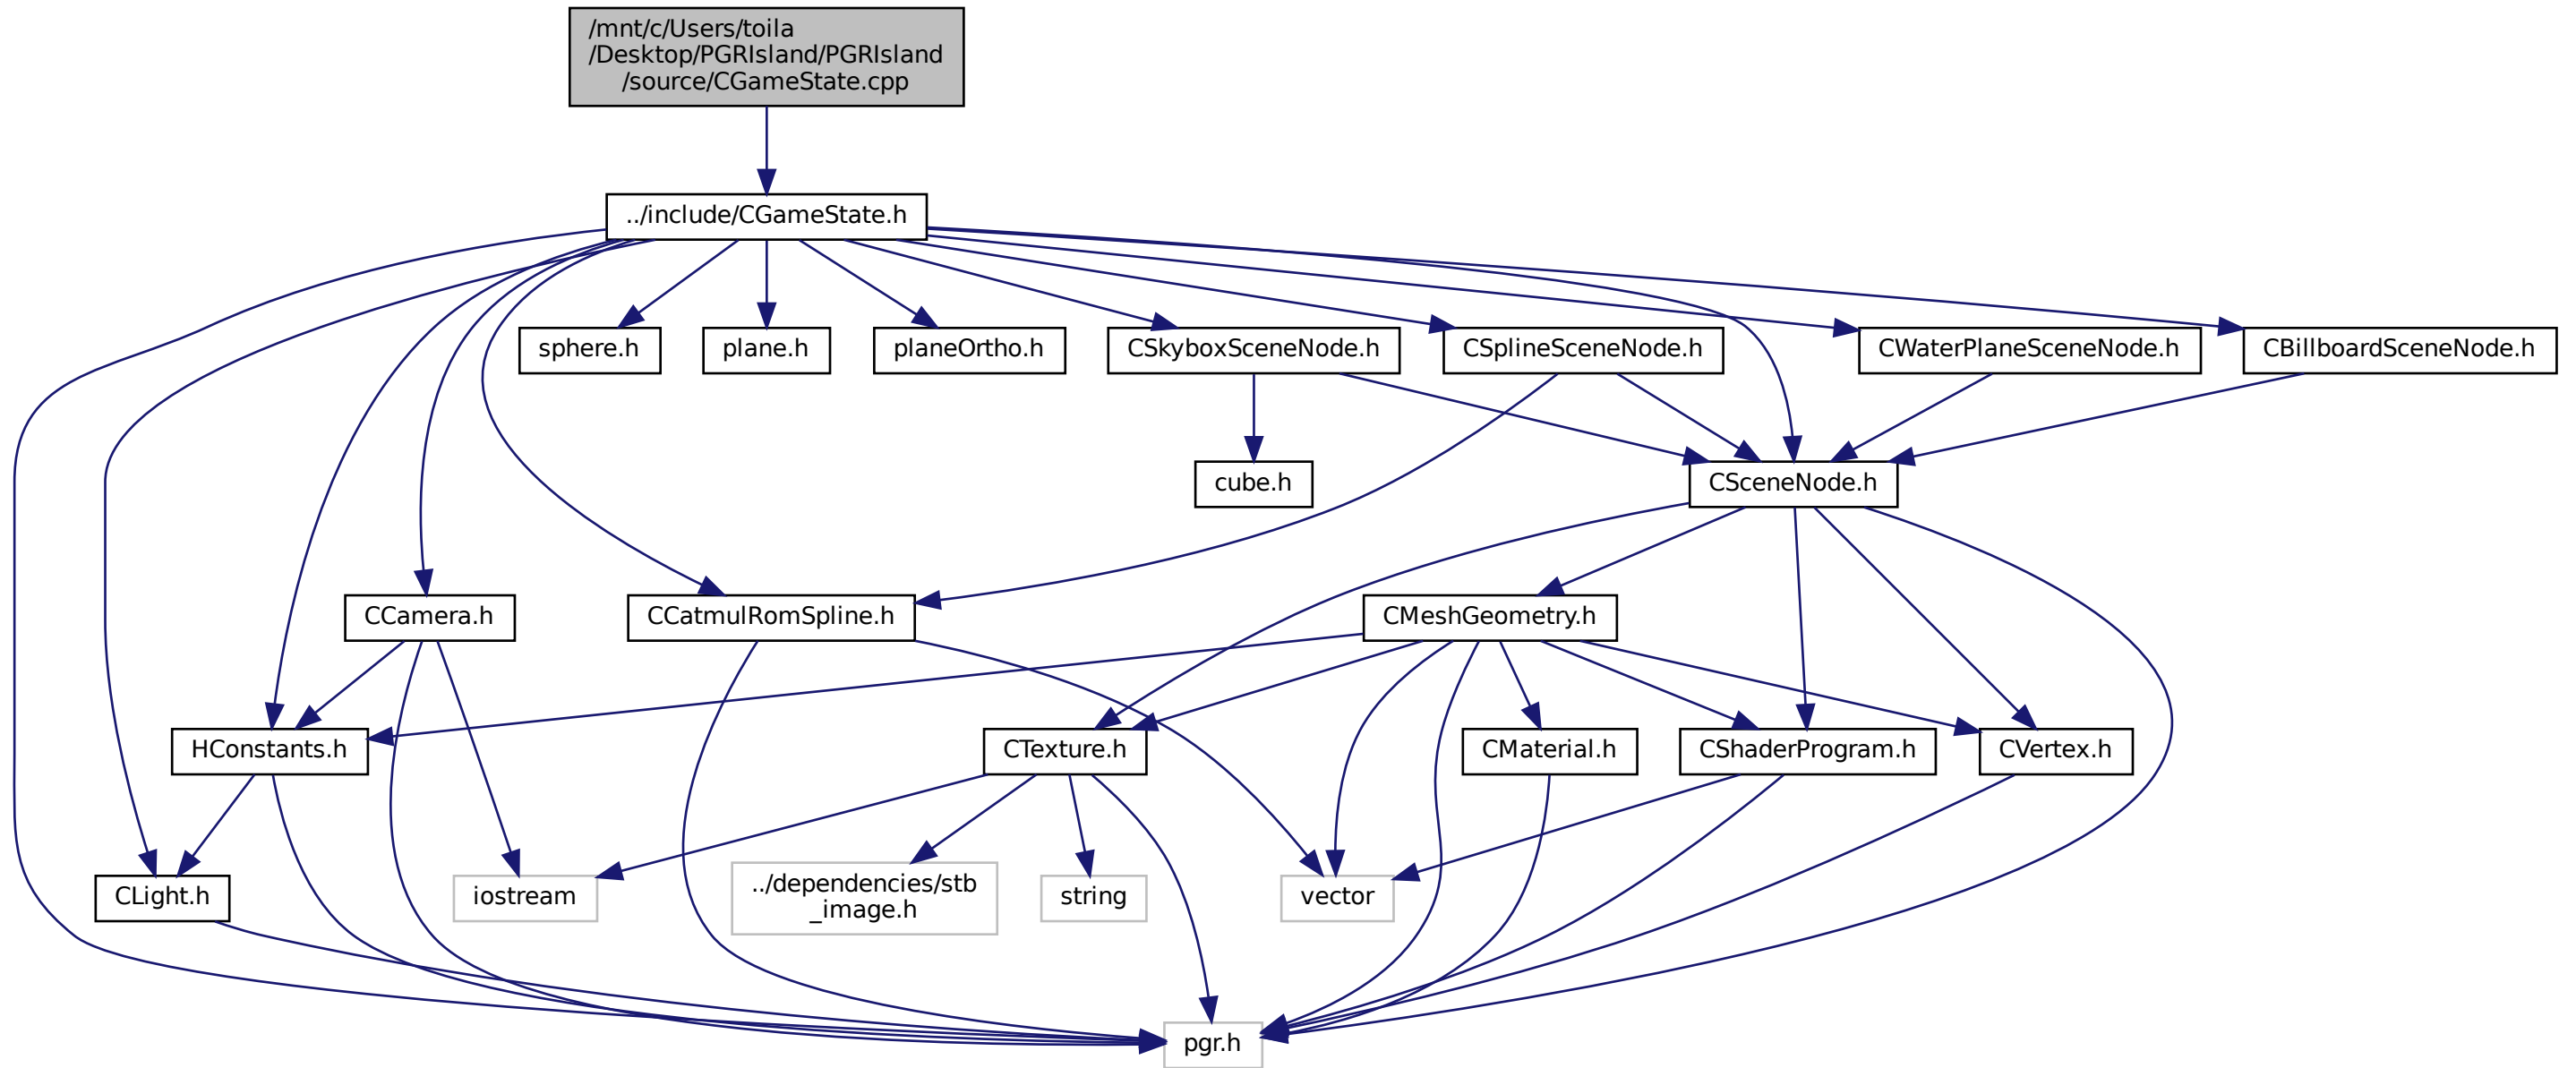 /mnt/c/Users/toila
/Desktop/PGRIsland/PGRIsland
/source/CGameState.cpp
../include/CGameState.h
sphere.h
plane.h
planeOrtho.h
CSkyboxSceneNode.h
CSplineSceneNode.h
CWaterPlaneSceneNode.h
CBillboardSceneNode.h
cube.h
CSceneNode.h
CCamera.h
CCatmulRomSpline.h
CMeshGeometry.h
HConstants.h
CTexture.h
CMaterial.h
CShaderProgram.h
CVertex.h
CLight.h
iostream
../dependencies/stb
_image.h
string
vector
pgr.h